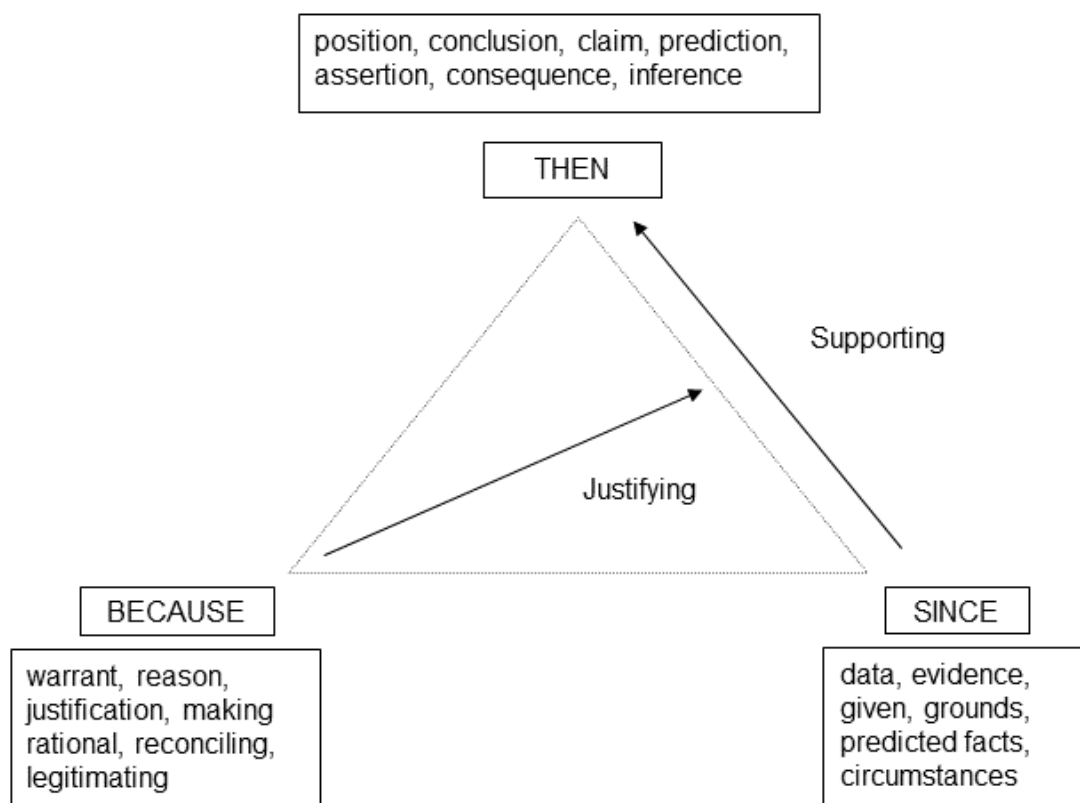 position, conclusion, claim, prediction,
assertion, consequence, inference
THEN
Supporting
Justifying
BECAUSE
warrant, reason,
justification, making
rational, reconciling,
legitimating
SINCE
data, evidence,
given, grounds,
predicted facts,
circumstances